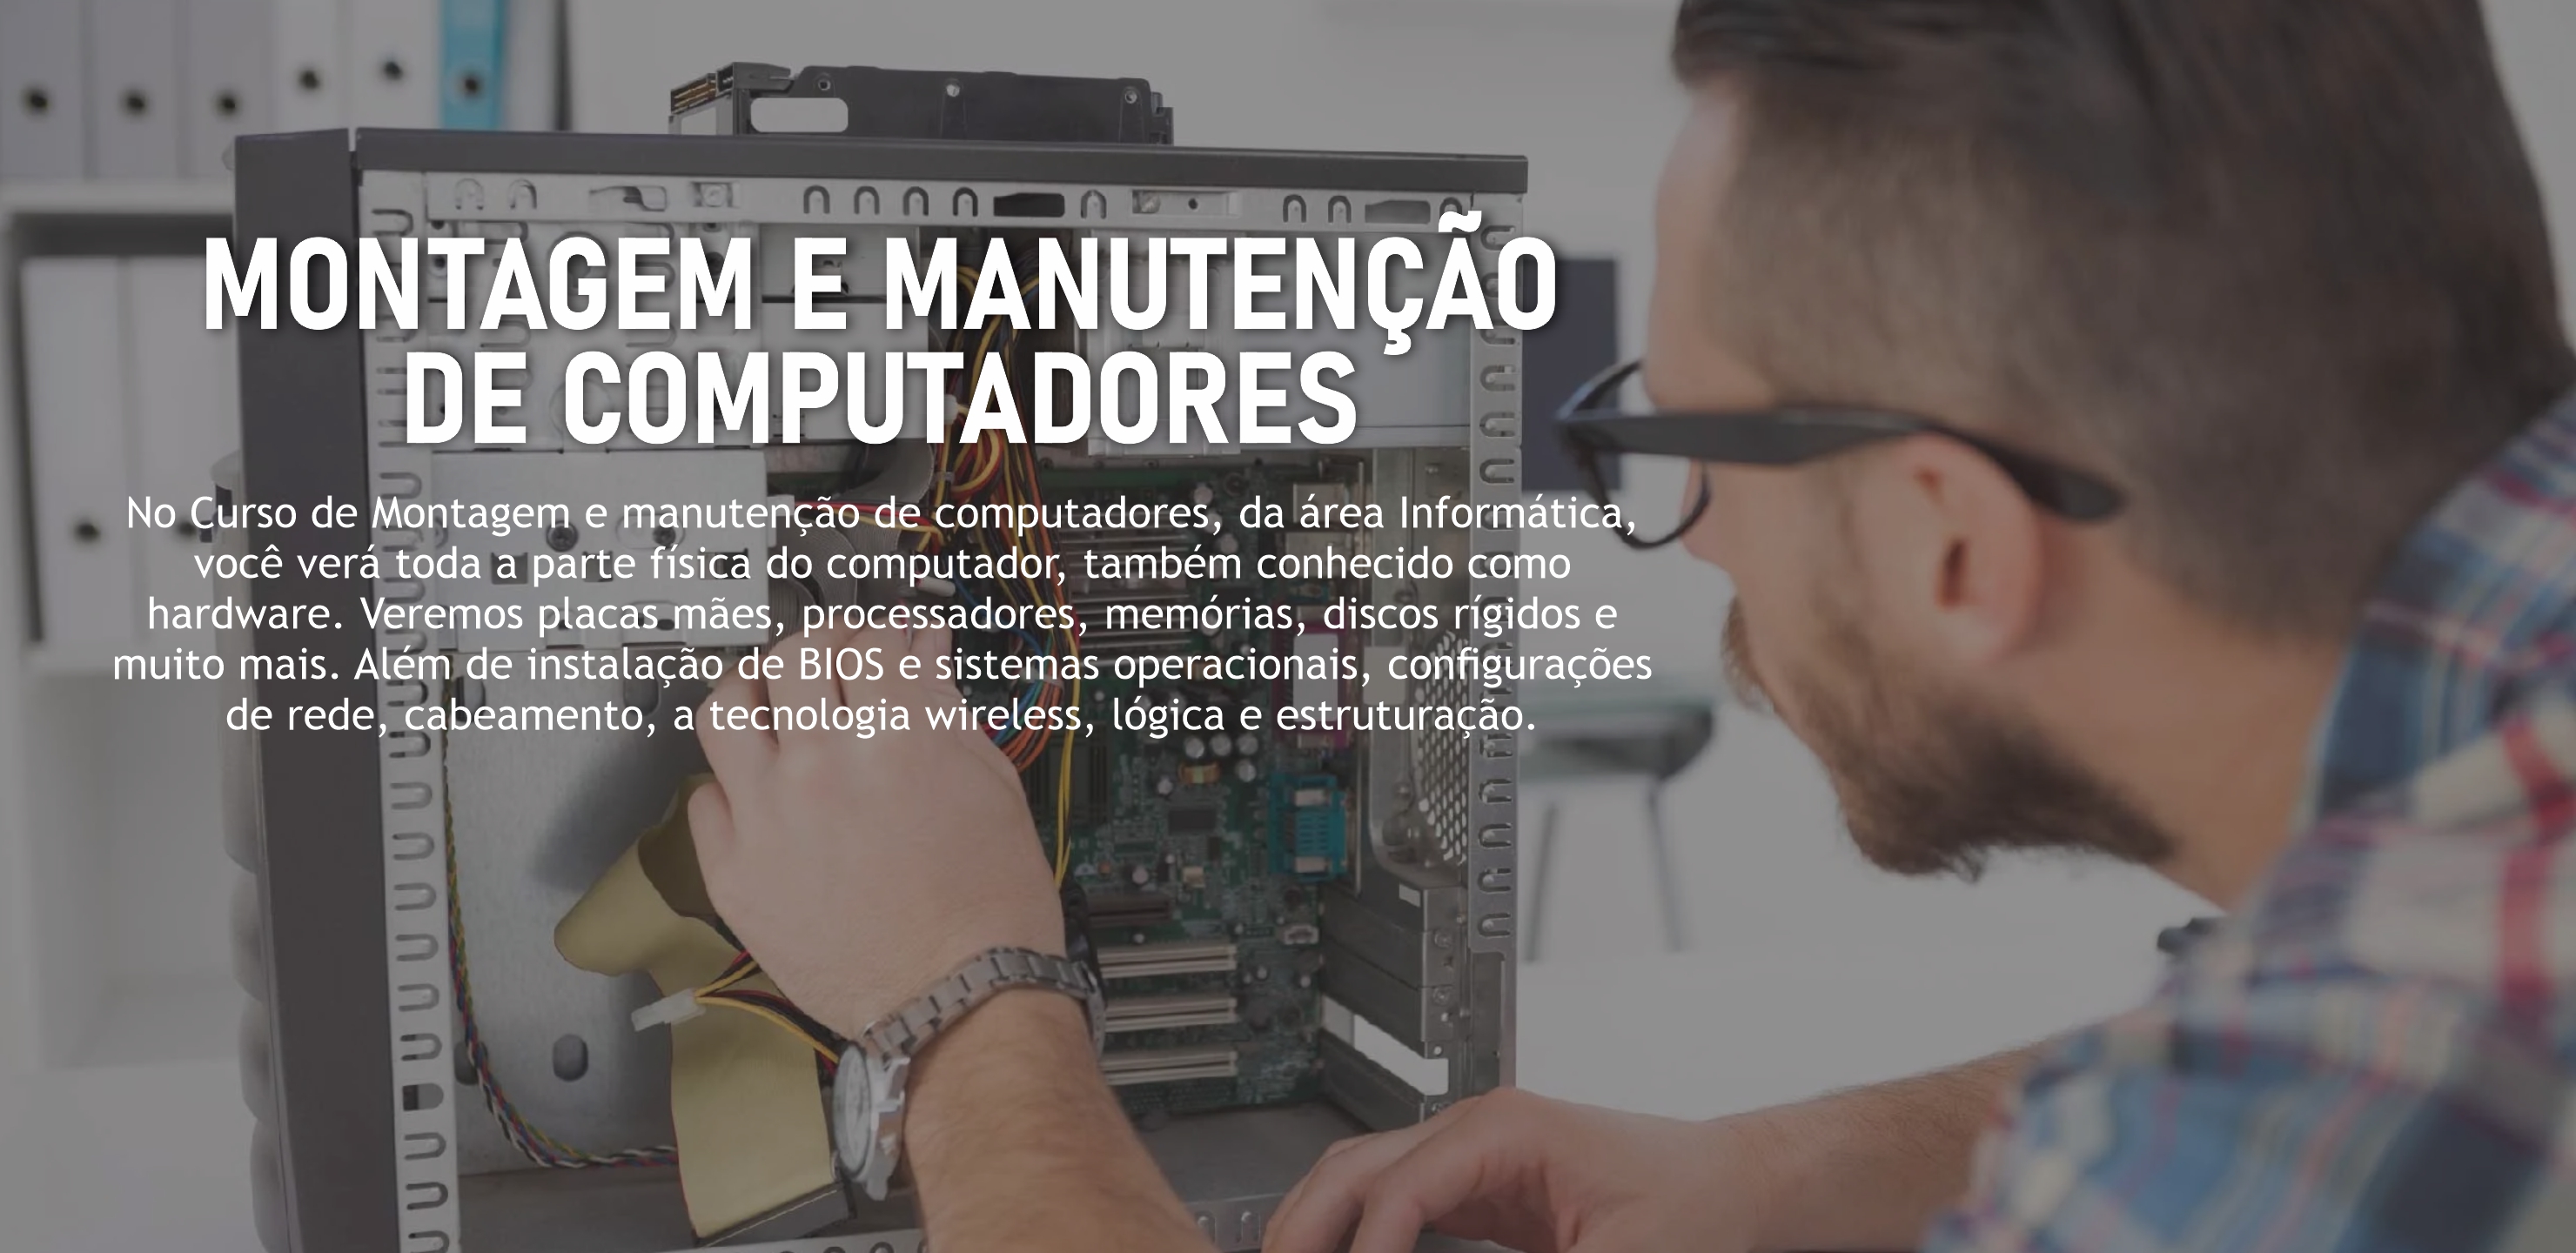 MONTAGEM E MANUTENÇÃO
DE COMPUTADORES
No Curso de Montagem e manutenção de computadores, da área Informática,
você verá toda a parte física do computador, também conhecido como
hardware. Veremos placas mães, processadores, memórias, discos rígidos e
muito mais. Além de instalação de BIOS e sistemas operacionais, configurações
de rede, cabeamento, a tecnologia wireless, lógica e estruturação.